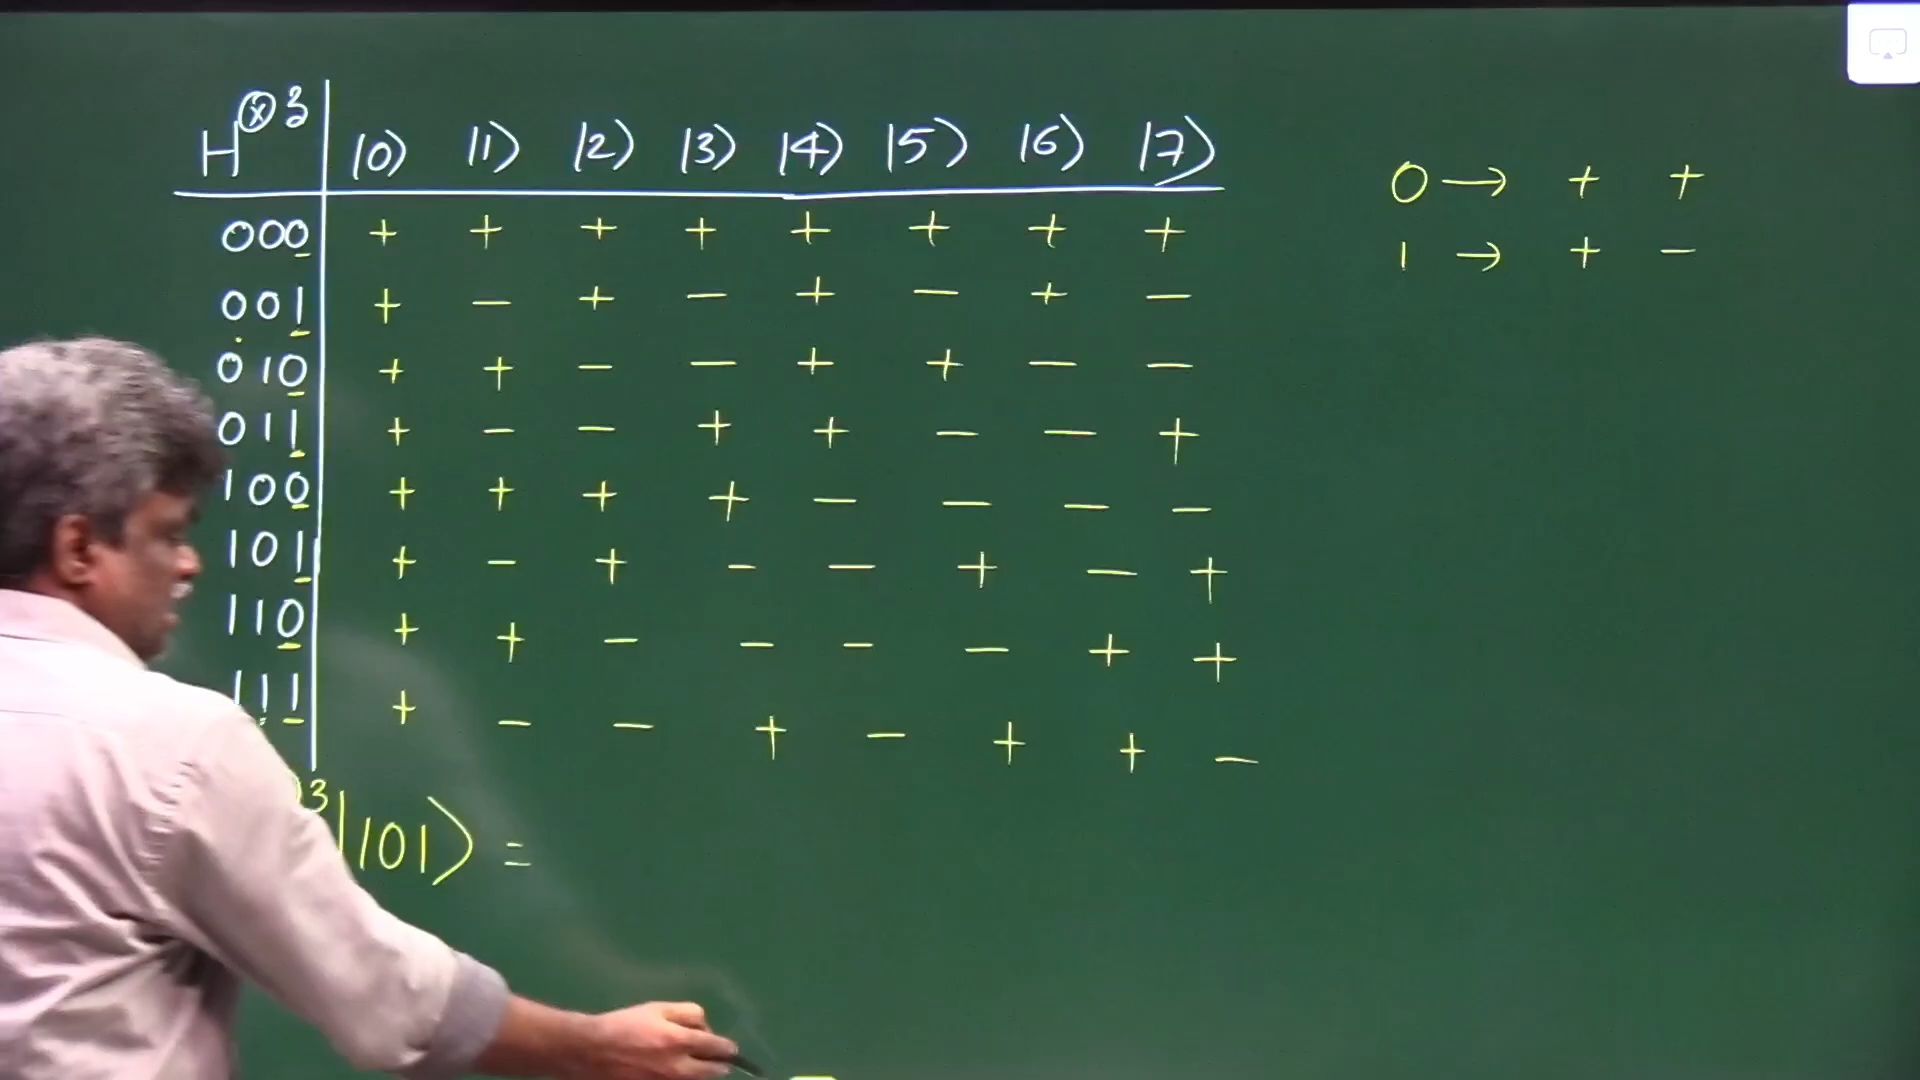 H⊗3 |0⟩ |1⟩ |2⟩ |3⟩ |4⟩ |5⟩ |6⟩ |7⟩
000 + + + + + + + +
001 + − + − + − + −
010 + + − − + + − −
011 + − − + + − − +
100 + + + + − − − −
101 + − + − − + − +
110 + + − − − − + +
111 + − − + − + + −
3 |101⟩ =
0 → + +
1 → + −